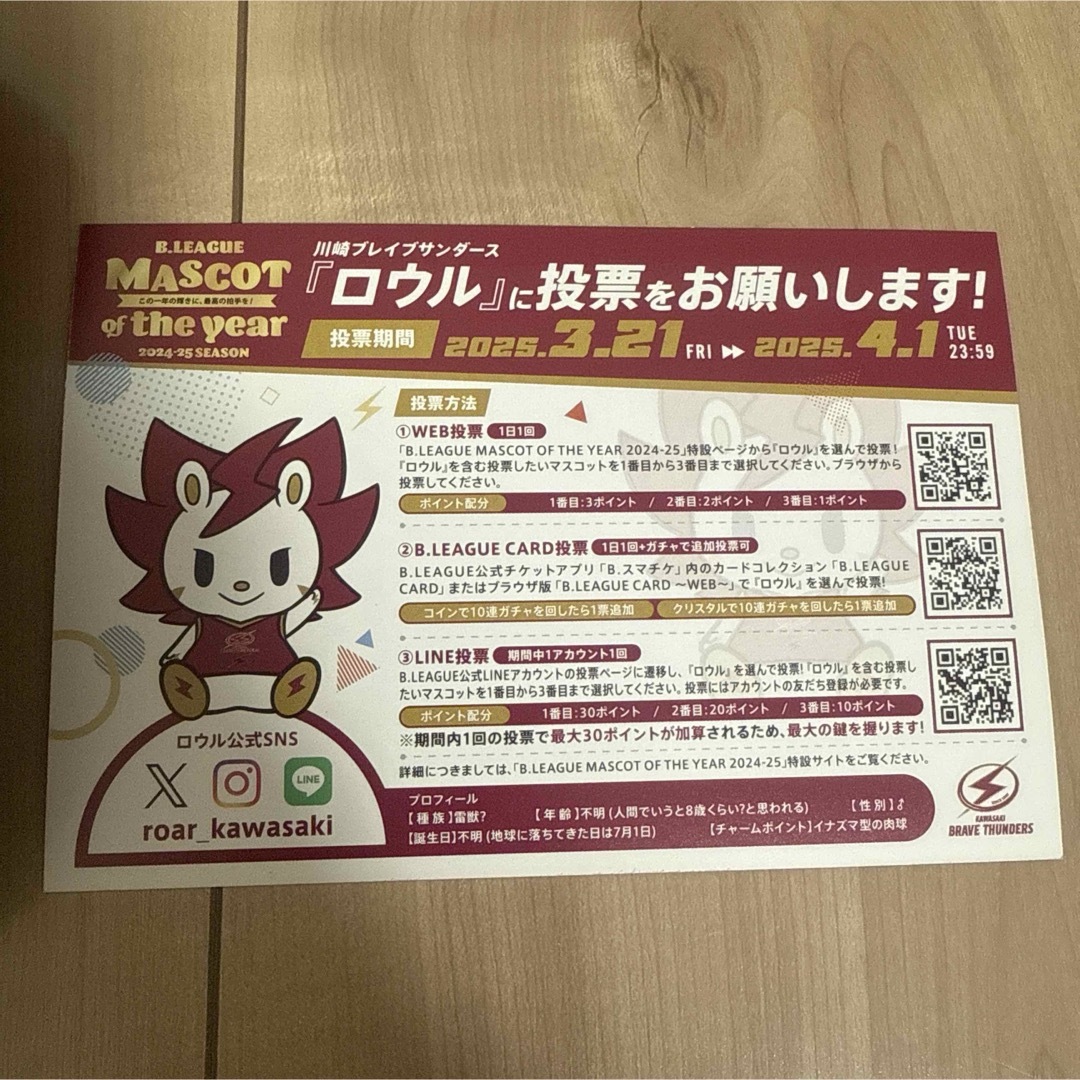 B.LEAGUE
MASCOT
この一年の輝きに、最高の拍手を!
of the year
2024-25 SEASON
川崎ブレイブサンダース
『ロウル』に投票をお願いします!
投票期間 2025.3.21 FRI ▶▶ 2025.4.1 TUE 23:59
投票方法
①WEB投票 1日1回
「B.LEAGUE MASCOT OF THE YEAR 2024-25」特設ページから『ロウル』を選んで投票!
『ロウル』を含む投票したいマスコットを1番目から3番目まで選択してください。ブラウザから
投票してください。
ポイント配分 1番目:3ポイント / 2番目:2ポイント / 3番目:1ポイント
②B.LEAGUE CARD投票 1日1回+ガチャで追加投票可
B.LEAGUE公式チケットアプリ「B.スマチケ」内のカードコレクション「B.LEAGUE
CARD」またはブラウザ版「B.LEAGUE CARD ～WEB～」で『ロウル』を選んで投票!
コインで10連ガチャを回したら1票追加 クリスタルで10連ガチャを回したら1票追加
③LINE投票 期間中1アカウント1回
B.LEAGUE公式LINEアカウントの投票ページに遷移し、『ロウル』を選んで投票!『ロウル』を含む投票し
たいマスコットを1番目から3番目まで選択してください。投票にはアカウントの友だち登録が必要です。
ポイント配分 1番目:30ポイント / 2番目:20ポイント / 3番目:10ポイント
※期間内1回の投票で最大30ポイントが加算されるため、最大の鍵を握ります!
詳細につきましては、「B.LEAGUE MASCOT OF THE YEAR 2024-25」特設サイトをご覧ください。
ロウル公式SNS
LINE
roar_kawasaki
プロフィール
【種族】雷獣? 【年齢】不明(人間でいうと8歳くらい?と思われる) 【性別】♂
【誕生日】不明(地球に落ちてきた日は7月1日) 【チャームポイント】イナズマ型の肉球
KAWASAKI
BRAVE THUNDERS